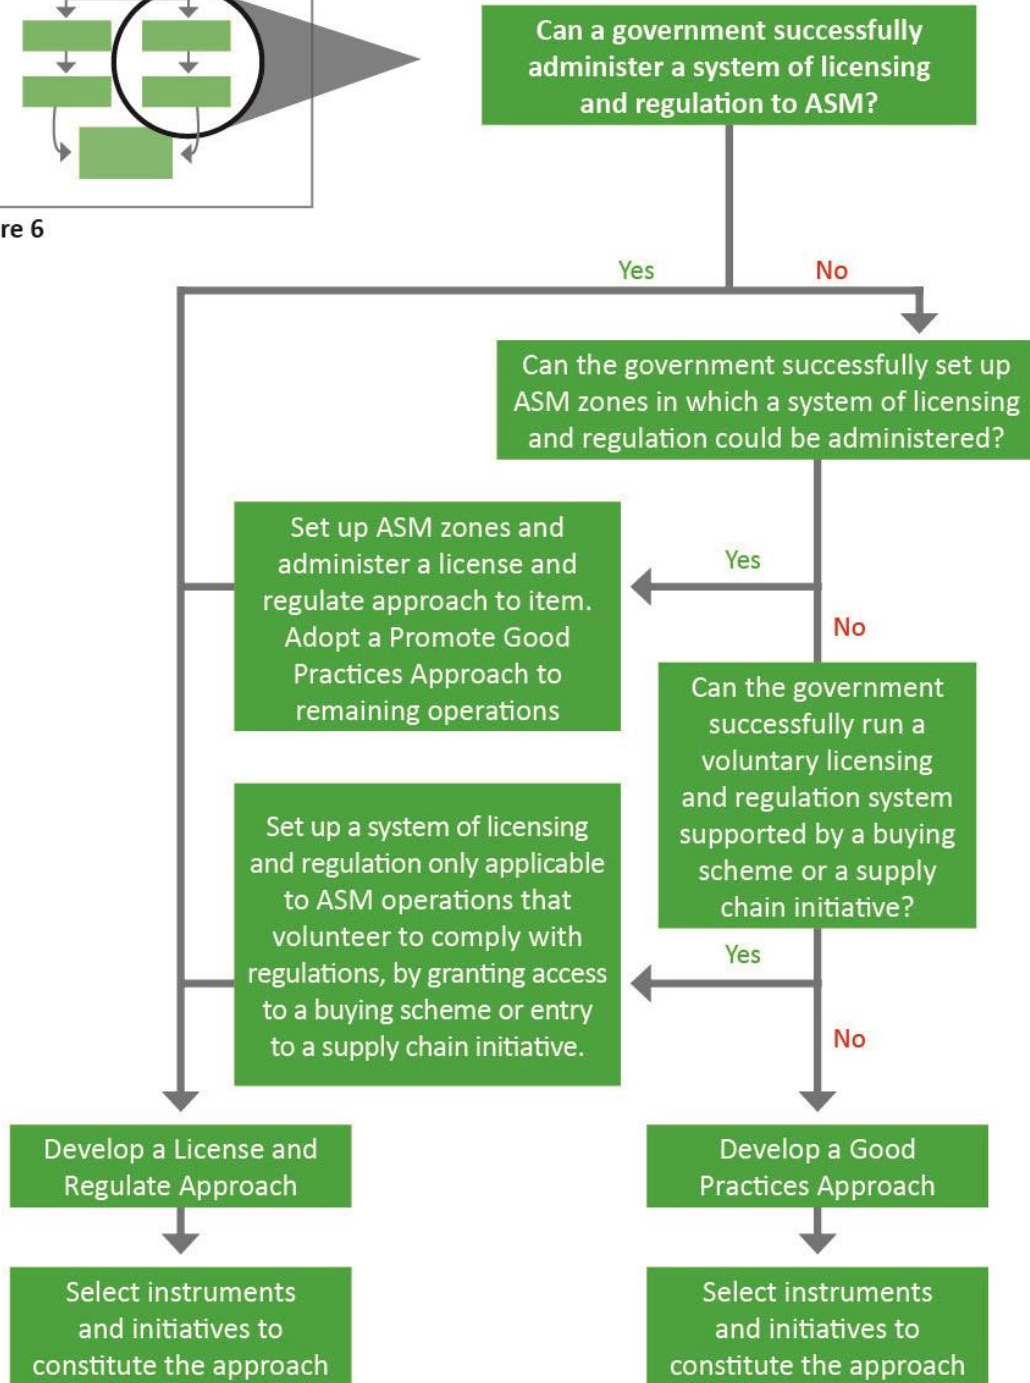 Can a government successfully
administer a system of licensing
and regulation to ASM?
re 6
Yes
No
Can the government successfully set up
ASM zones in which a system of licensing
and regulation could be administered?
Set up ASM zones and
administer a license and
regulate approach to item.
Adopt a Promote Good
Practices Approach to
remaining operations
Yes
No
Can the government
successfully run a
voluntary licensing
and regulation system
supported by a buying
scheme or a supply
chain initiative?
Set up a system of licensing
and regulation only applicable
to ASM operations that
volunteer to comply with
regulations, by granting access
to a buying scheme or entry
to a supply chain initiative.
Yes
No
Develop a License and
Regulate Approach
Develop a Good
Practices Approach
Select instruments
and initiatives to
constitute the approach
Select instruments
and initiatives to
constitute the approach